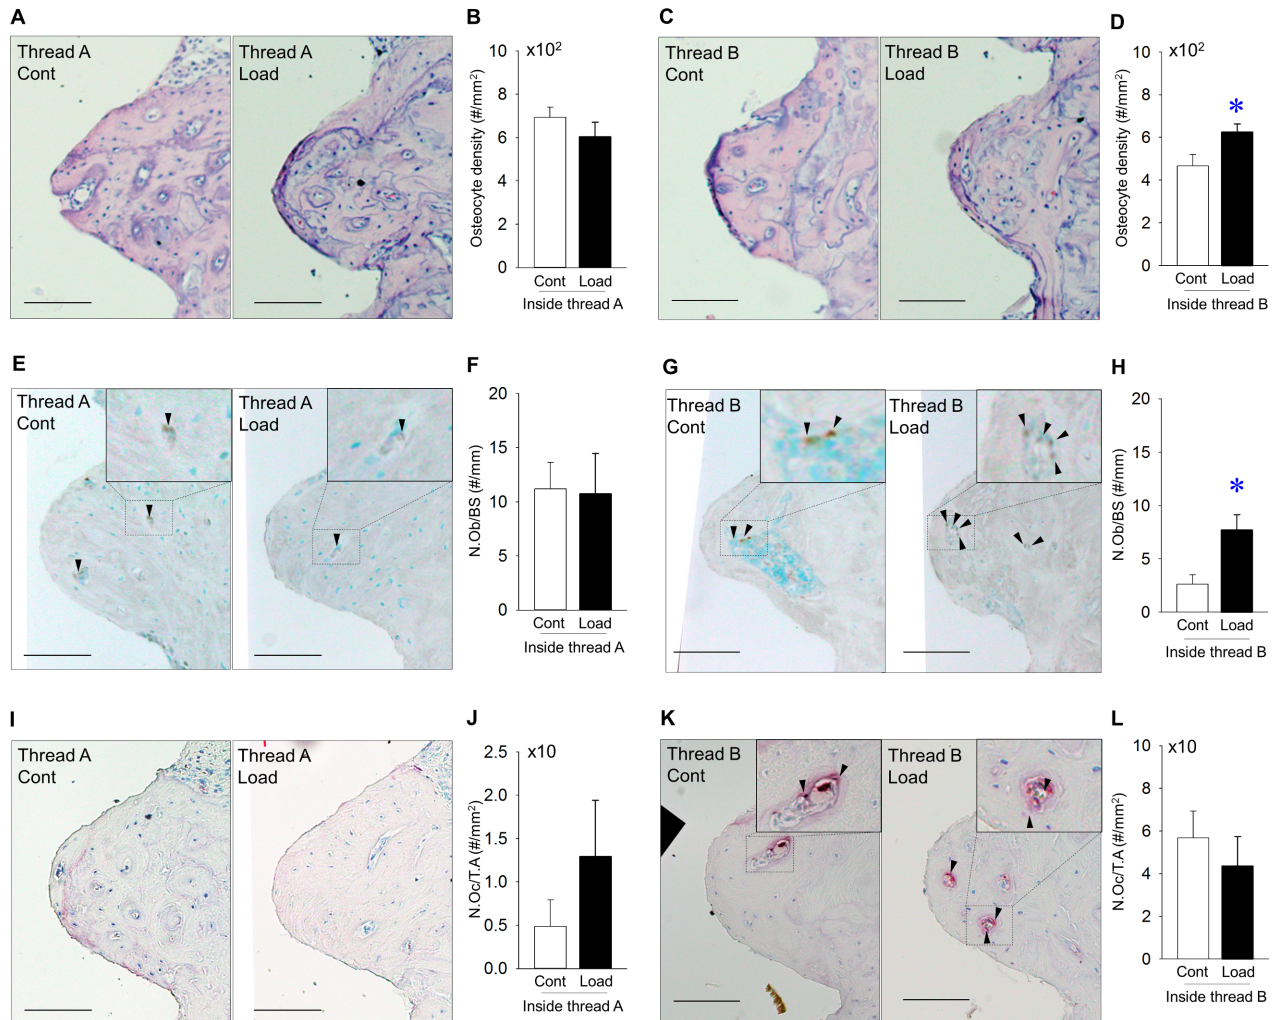 A
Thread A
Cont
Thread A
Load
B
x10²
Osteocyte density (#/mm²)
10
8
6
4
2
0
Cont Load
Inside thread A
C
Thread B
Cont
Thread B
Load
D
x10²
Osteocyte density (#/mm²)
10
8
6
4
2
0
*
Cont Load
Inside thread B
E
Thread A
Cont
Thread A
Load
F
N.Ob/BS (#/mm)
20
15
10
5
0
Cont Load
Inside thread A
G
Thread B
Cont
Thread B
Load
H
N.Ob/BS (#/mm)
20
15
10
5
0
*
Cont Load
Inside thread B
I
Thread A
Cont
Thread A
Load
J
x10
N.Oc/T.A (#/mm²)
2.5
2.0
1.5
1.0
0.5
0.0
Cont Load
Inside thread A
K
Thread B
Cont
Thread B
Load
L
x10
N.Oc/T.A (#/mm²)
10
8
6
4
2
0
Cont Load
Inside thread B